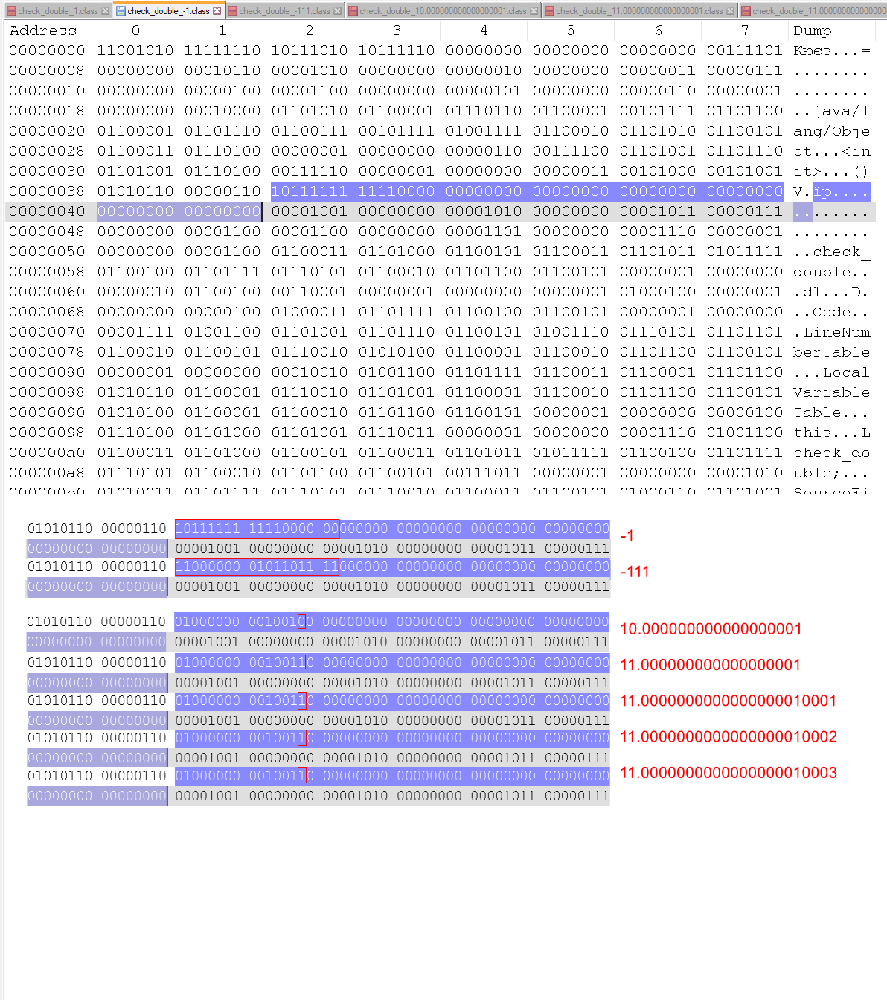 check_double_1.class check_double_-1.class check_double_-111.class check_double_10.000000000000000001.class check_double_11.000000000000000001.class check_double_11.000000000000
Address 0 1 2 3 4 5 6 7 Dump
00000000 11001010 11111110 10111010 10111110 00000000 00000000 00000000 00111101 Кюєѕ...=
00000008 00000000 00010110 00001010 00000000 00000010 00000000 00000011 00000111 ........
00000010 00000000 00000100 00001100 00000000 00000101 00000000 00000110 00000001 ........
00000018 00000000 00010000 01101010 01100001 01110110 01100001 00101111 01101100 ..java/l
00000020 01100001 01101110 01100111 00101111 01001111 01100010 01101010 01100101 ang/Obje
00000028 01100011 01110100 00000001 00000000 00000110 00111100 01101001 01101110 ct...<in
00000030 01101001 01110100 00111110 00000001 00000000 00000011 00101000 00101001 it>...()
00000038 01010110 00000110 10111111 11110000 00000000 00000000 00000000 00000000 V.їр....
00000040 00000000 00000000 00001001 00000000 00001010 00000000 00001011 00000111 ........
00000048 00000000 00001100 00001100 00000000 00001101 00000000 00001110 00000001 ........
00000050 00000000 00001100 01100011 01101000 01100101 01100011 01101011 01011111 ..check_
00000058 01100100 01101111 01110101 01100010 01101100 01100101 00000001 00000000 double..
00000060 00000010 01100100 00110001 00000001 00000000 00000001 01000100 00000001 .d1...D.
00000068 00000000 00000100 01000011 01101111 01100100 01100101 00000001 00000000 ..Code..
00000070 00001111 01001100 01101001 01101110 01100101 01001110 01110101 01101101 .LineNum
00000078 01100010 01100101 01110010 01010100 01100001 01100010 01101100 01100101 berTable
00000080 00000001 00000000 00010010 01001100 01101111 01100011 01100001 01101100 ...Local
00000088 01010110 01100001 01110010 01101001 01100001 01100010 01101100 01100101 Variable
00000090 01010100 01100001 01100010 01101100 01100101 00000001 00000000 00000100 Table...
00000098 01110100 01101000 01101001 01110011 00000001 00000000 00001110 01001100 this...L
000000a0 01100011 01101000 01100101 01100011 01101011 01011111 01100100 01101111 check_do
000000a8 01110101 01100010 01101100 01100101 00111011 00000001 00000000 00001010 uble;...
000000b0 01010011 01101111 01110101 01110010 01100011 01100101 01000110 01101001 SourceFi
01010110 00000110 10111111 11110000 00000000 00000000 00000000 00000000
-1
00000000 00000000 00001001 00000000 00001010 00000000 00001011 00000111
01010110 00000110 11000000 01011011 11000000 00000000 00000000 00000000
-111
00000000 00000000 00001001 00000000 00001010 00000000 00001011 00000111
01010110 00000110 01000000 00100100 00000000 00000000 00000000 00000000
10.000000000000000001
00000000 00000000 00001001 00000000 00001010 00000000 00001011 00000111
01010110 00000110 01000000 00100110 00000000 00000000 00000000 00000000
11.000000000000000001
00000000 00000000 00001001 00000000 00001010 00000000 00001011 00000111
01010110 00000110 01000000 00100110 00000000 00000000 00000000 00000000
11.0000000000000000010001
00000000 00000000 00001001 00000000 00001010 00000000 00001011 00000111
01010110 00000110 01000000 00100110 00000000 00000000 00000000 00000000
11.0000000000000000010002
00000000 00000000 00001001 00000000 00001010 00000000 00001011 00000111
01010110 00000110 01000000 00100110 00000000 00000000 00000000 00000000
11.0000000000000000010003
00000000 00000000 00001001 00000000 00001010 00000000 00001011 00000111